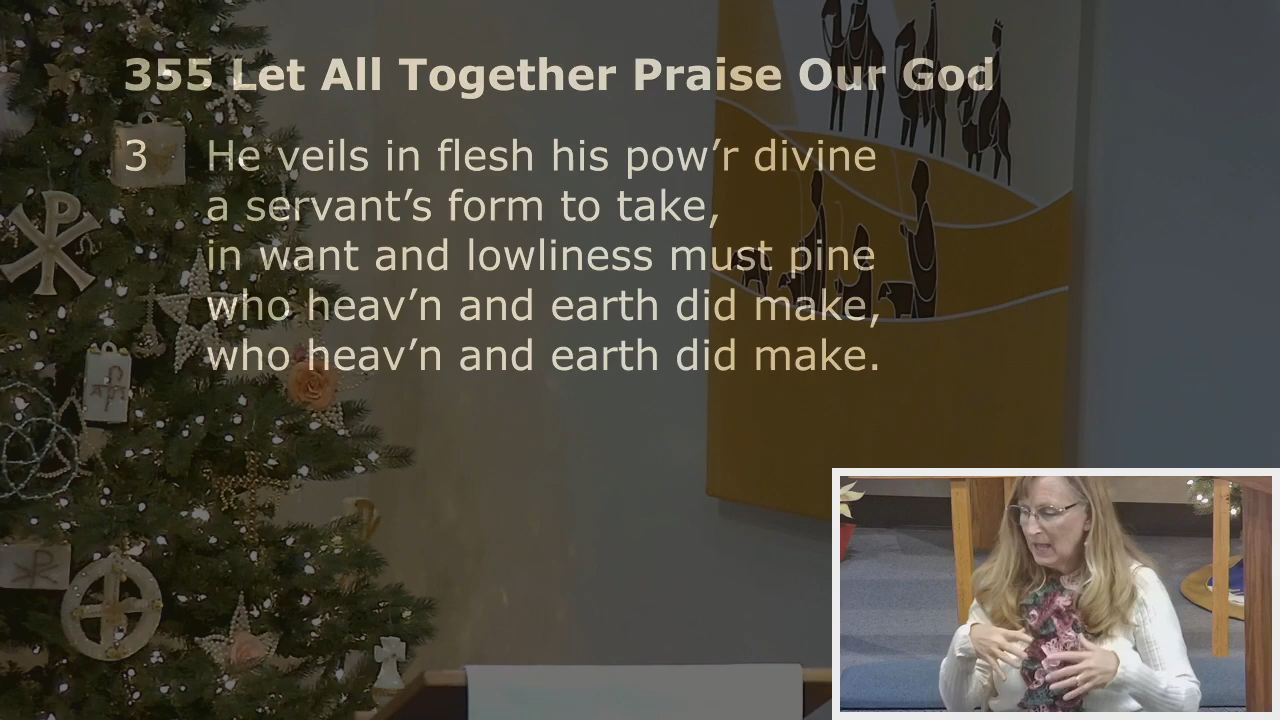 355 Let All Together Praise Our God
3 He veils in flesh his pow’r divine
a servant’s form to take,
in want and lowliness must pine
who heav’n and earth did make,
who heav’n and earth did make.